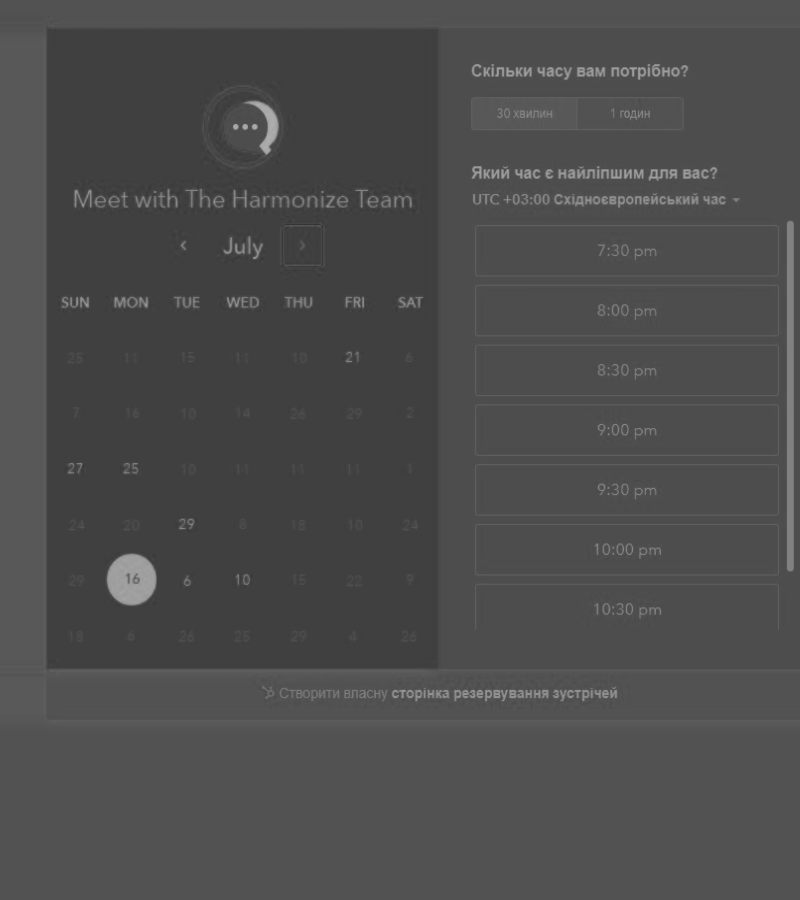 Meet with The Harmonize Team
July
SUN MON TUE WED THU FRI SAT
25 11 15 11 10 21 6
7 16 10 14 26 29 2
27 25 10 11 11 11 1
24 20 29 8 18 10 24
29 16 6 10 15 22 9
18 6 26 25 29 4 26
Скільки часу вам потрібно?
30 хвилин 1 годин
Який час є найліпшим для вас?
UTC +03:00 Східноєвропейський час
7:30 pm
8:00 pm
8:30 pm
9:00 pm
9:30 pm
10:00 pm
10:30 pm
Створити власну сторінка резервування зустрічей